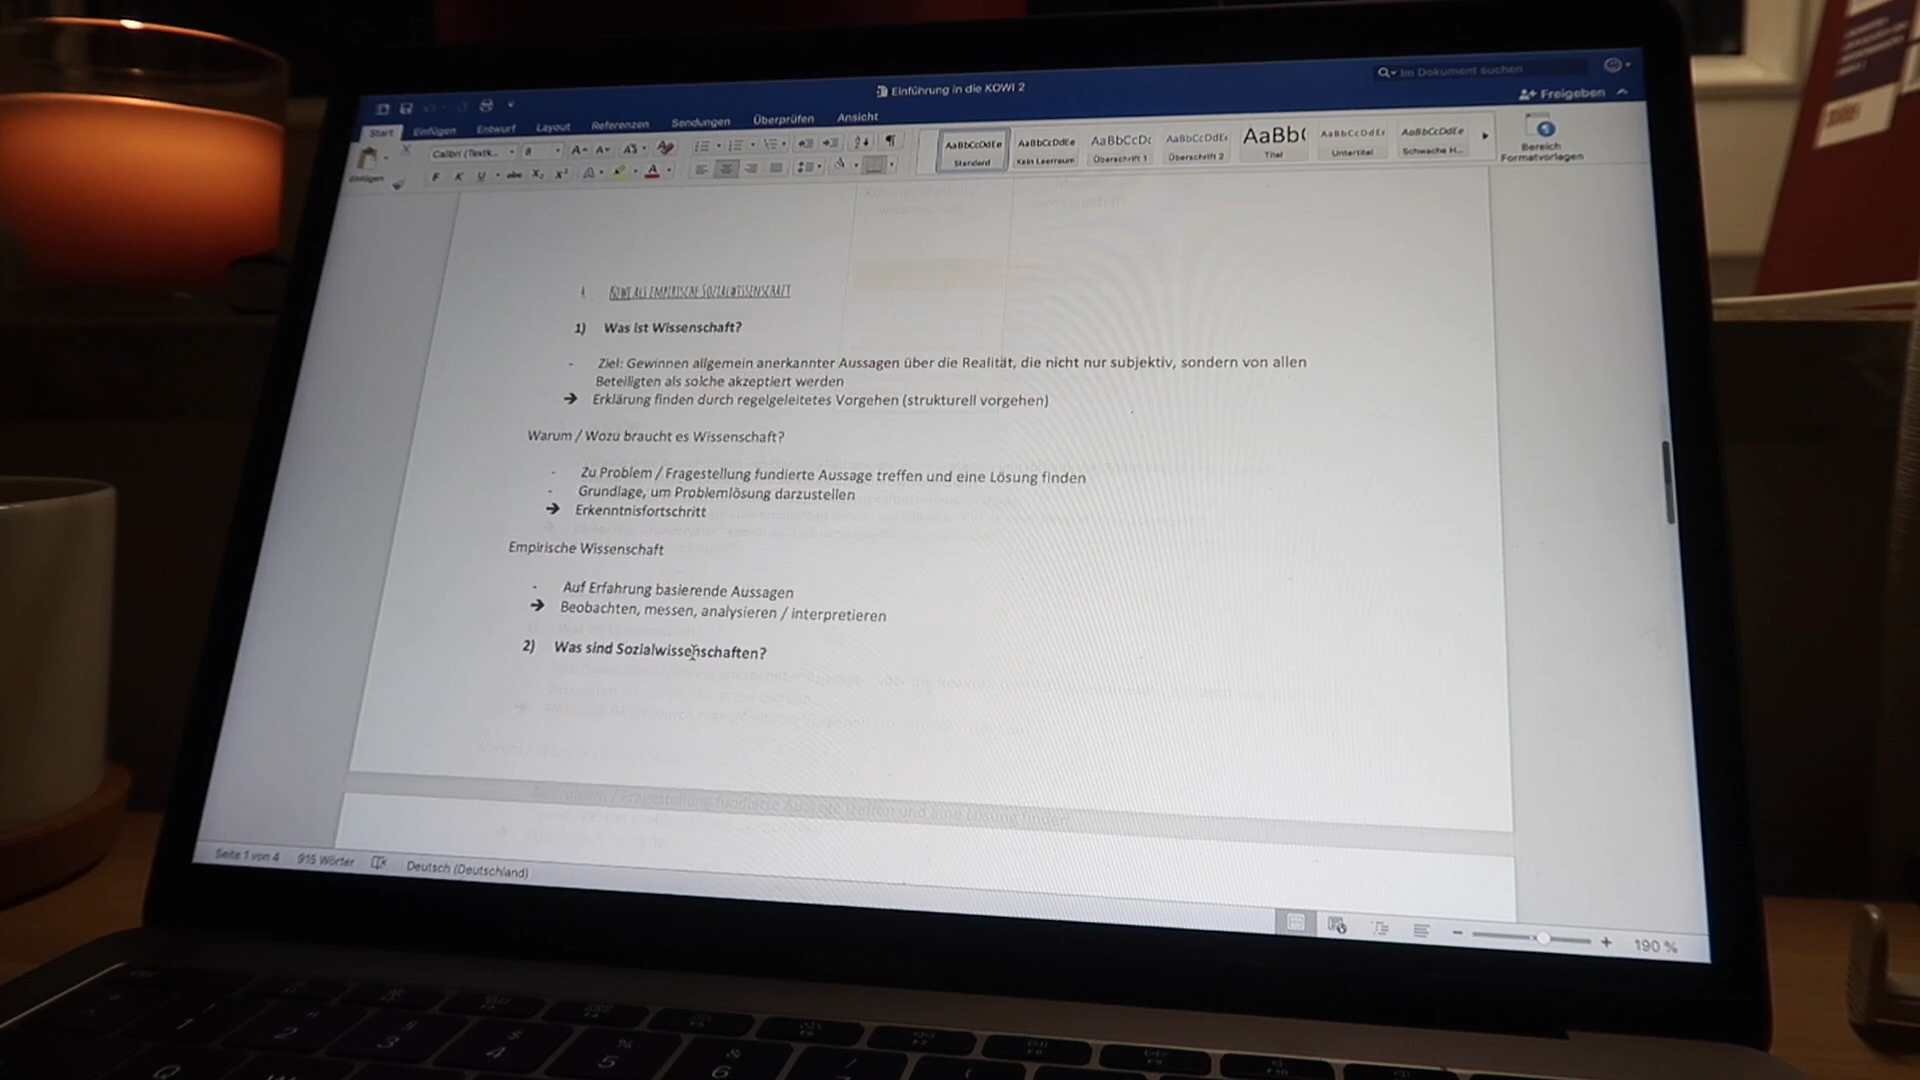 Einführung in die KOWI 2
Im Dokument suchen
Start Einfügen Entwurf Layout Referenzen Sendungen Überprüfen Ansicht
Freigeben
Einfügen
Calibri (Textk... 8
AaBbCcDdEe AaBbCcDdEe AaBbCcDc AaBbCcDdEe AaBb( AaBbCcDdEe AaBbCcDdEe
Standard Kein Leerraum Überschrift 1 Überschrift 2 Titel Untertitel Schwache H...
Bereich
Formatvorlagen
KOWI ALS EMPIRISCHE SOZIALWISSENSCHAFT
1) Was ist Wissenschaft?
- Ziel: Gewinnen allgemein anerkannter Aussagen über die Realität, die nicht nur subjektiv, sondern von allen
Beteiligten als solche akzeptiert werden
→ Erklärung finden durch regelgeleitetes Vorgehen (strukturell vorgehen)
Warum / Wozu braucht es Wissenschaft?
- Zu Problem / Fragestellung fundierte Aussage treffen und eine Lösung finden
- Grundlage, um Problemlösung darzustellen
→ Erkenntnisfortschritt
Empirische Wissenschaft
- Auf Erfahrung basierende Aussagen
→ Beobachten, messen, analysieren / interpretieren
2) Was sind Sozialwissenschaften?
Seite 1 von 4 915 Wörter Deutsch (Deutschland)
190 %